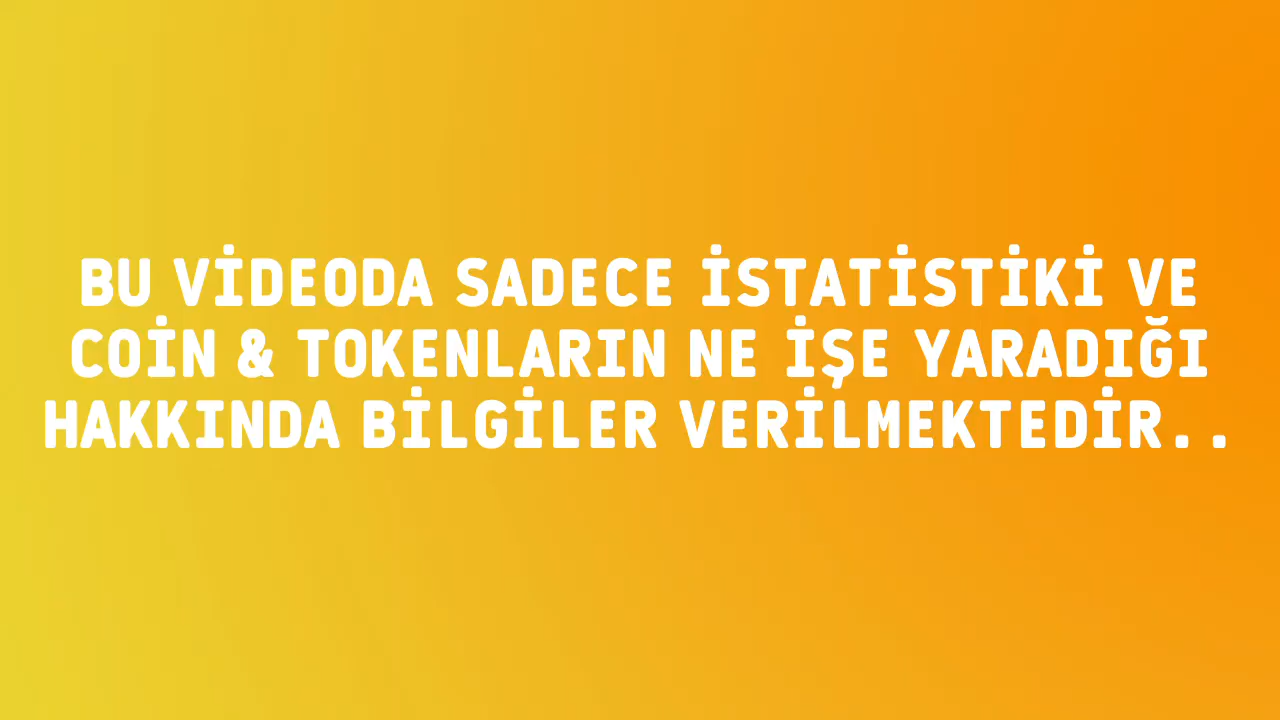 BU VİDEODA SADECE İSTATİSTİKİ VE
COİN & TOKENLARIN NE İŞE YARADIĞI
HAKKINDA BİLGİLER VERİLMEKTEDİR..